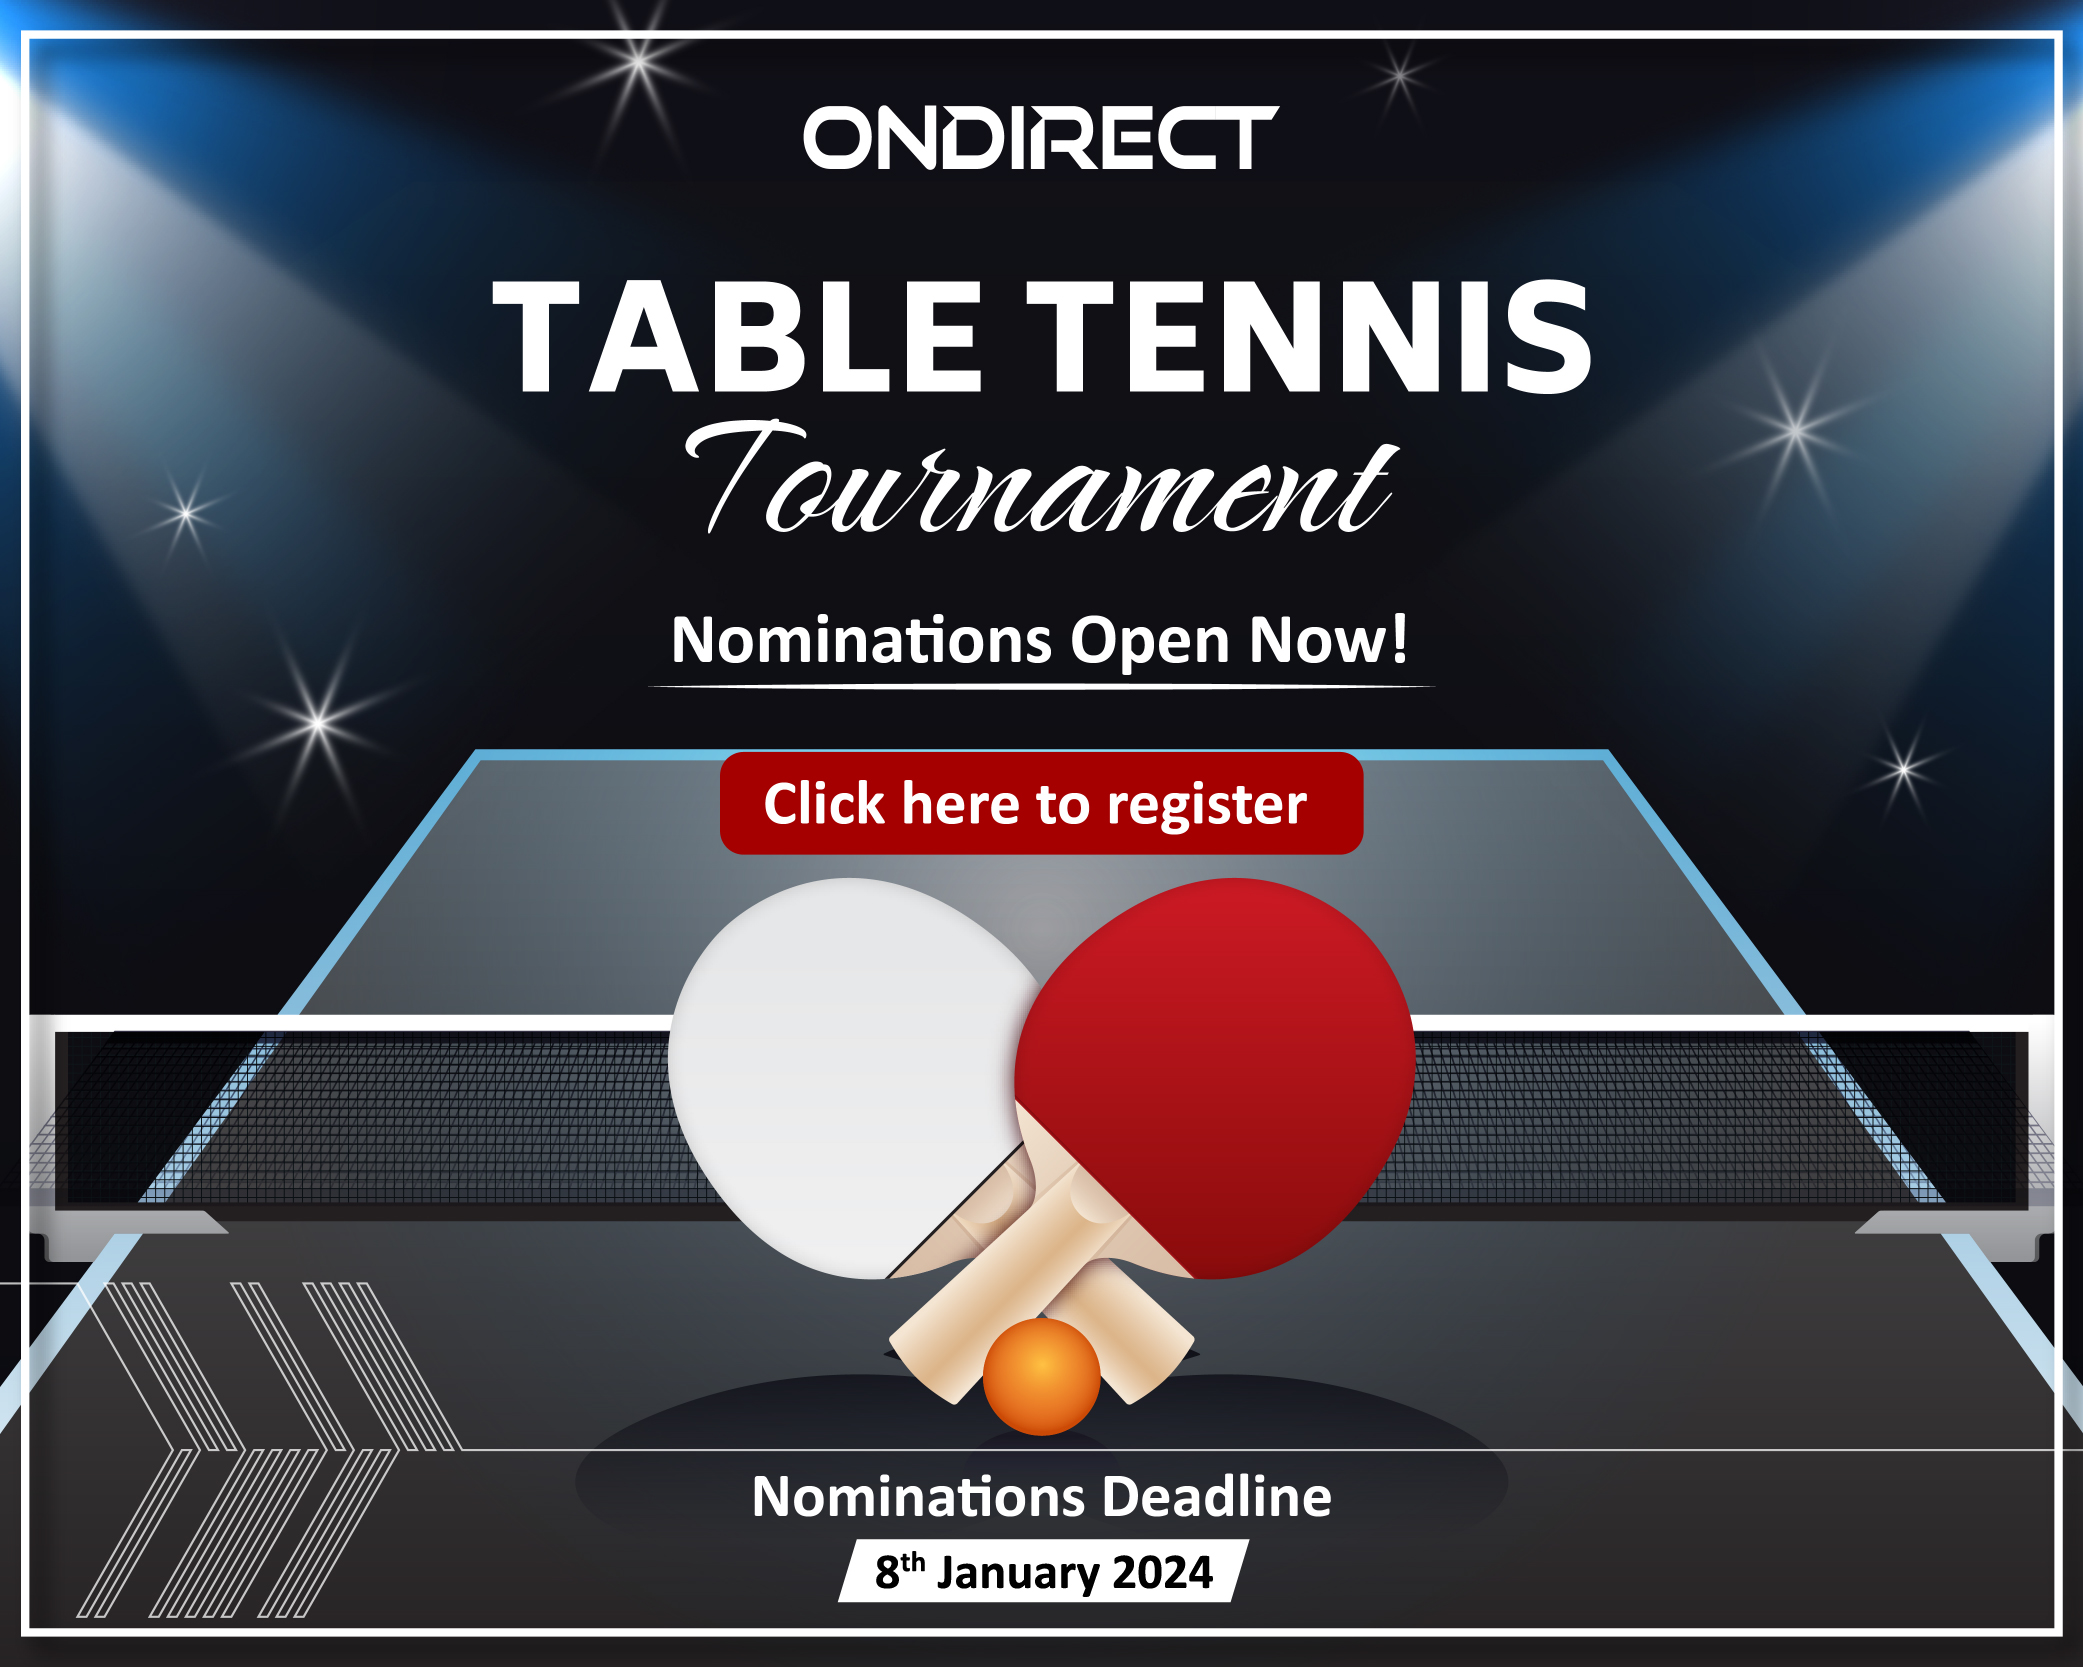 ONDIRECT
TABLE TENNIS
Tournament
Nominations Open Now!
Click here to register
Nominations Deadline
8th January 2024